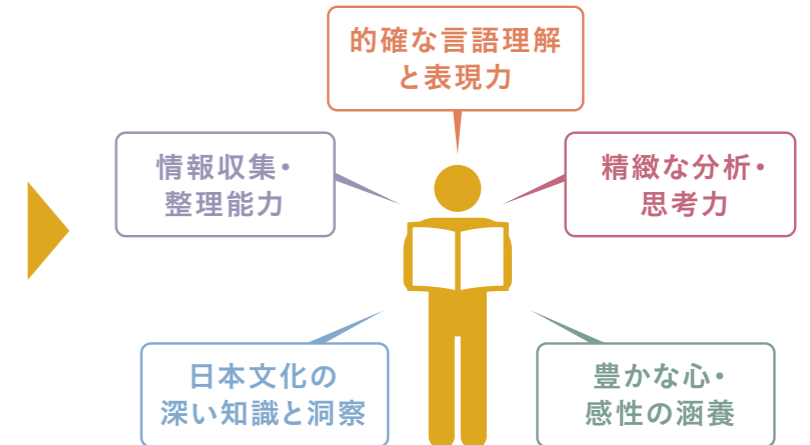 的確な言語理解
と表現力
情報収集・
整理能力
精緻な分析・
思考力
日本文化の
深い知識と洞察
豊かな心・
感性の涵養